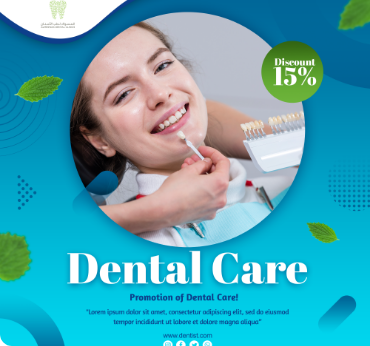 Discount
15%
Dental Care
Promotion of Dental Care!
"Lorem ipsum dolor sit amet, consectetur adipiscing elit, sed do eiusmod
tempor incididunt ut labore et dolore magna aliqua"
www.dentist.com